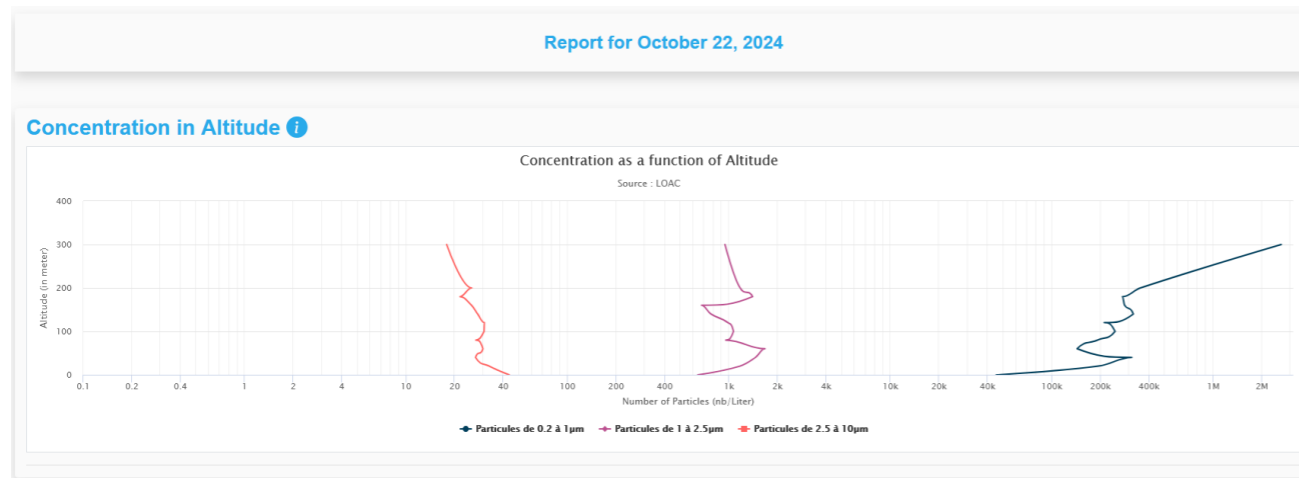 Report for October 22, 2024
Concentration in Altitude i
Concentration as a function of Altitude
Source : LOAC
Altitude (in meter)
400
300
200
100
0
0.1 0.2 0.4 1 2 4 10 20 40 100 200 400 1k 2k 4k 10k 20k 40k 100k 200k 400k 1M 2M
Number of Particles (nb/Liter)
Particules de 0.2 à 1µm Particules de 1 à 2.5µm Particules de 2.5 à 10µm